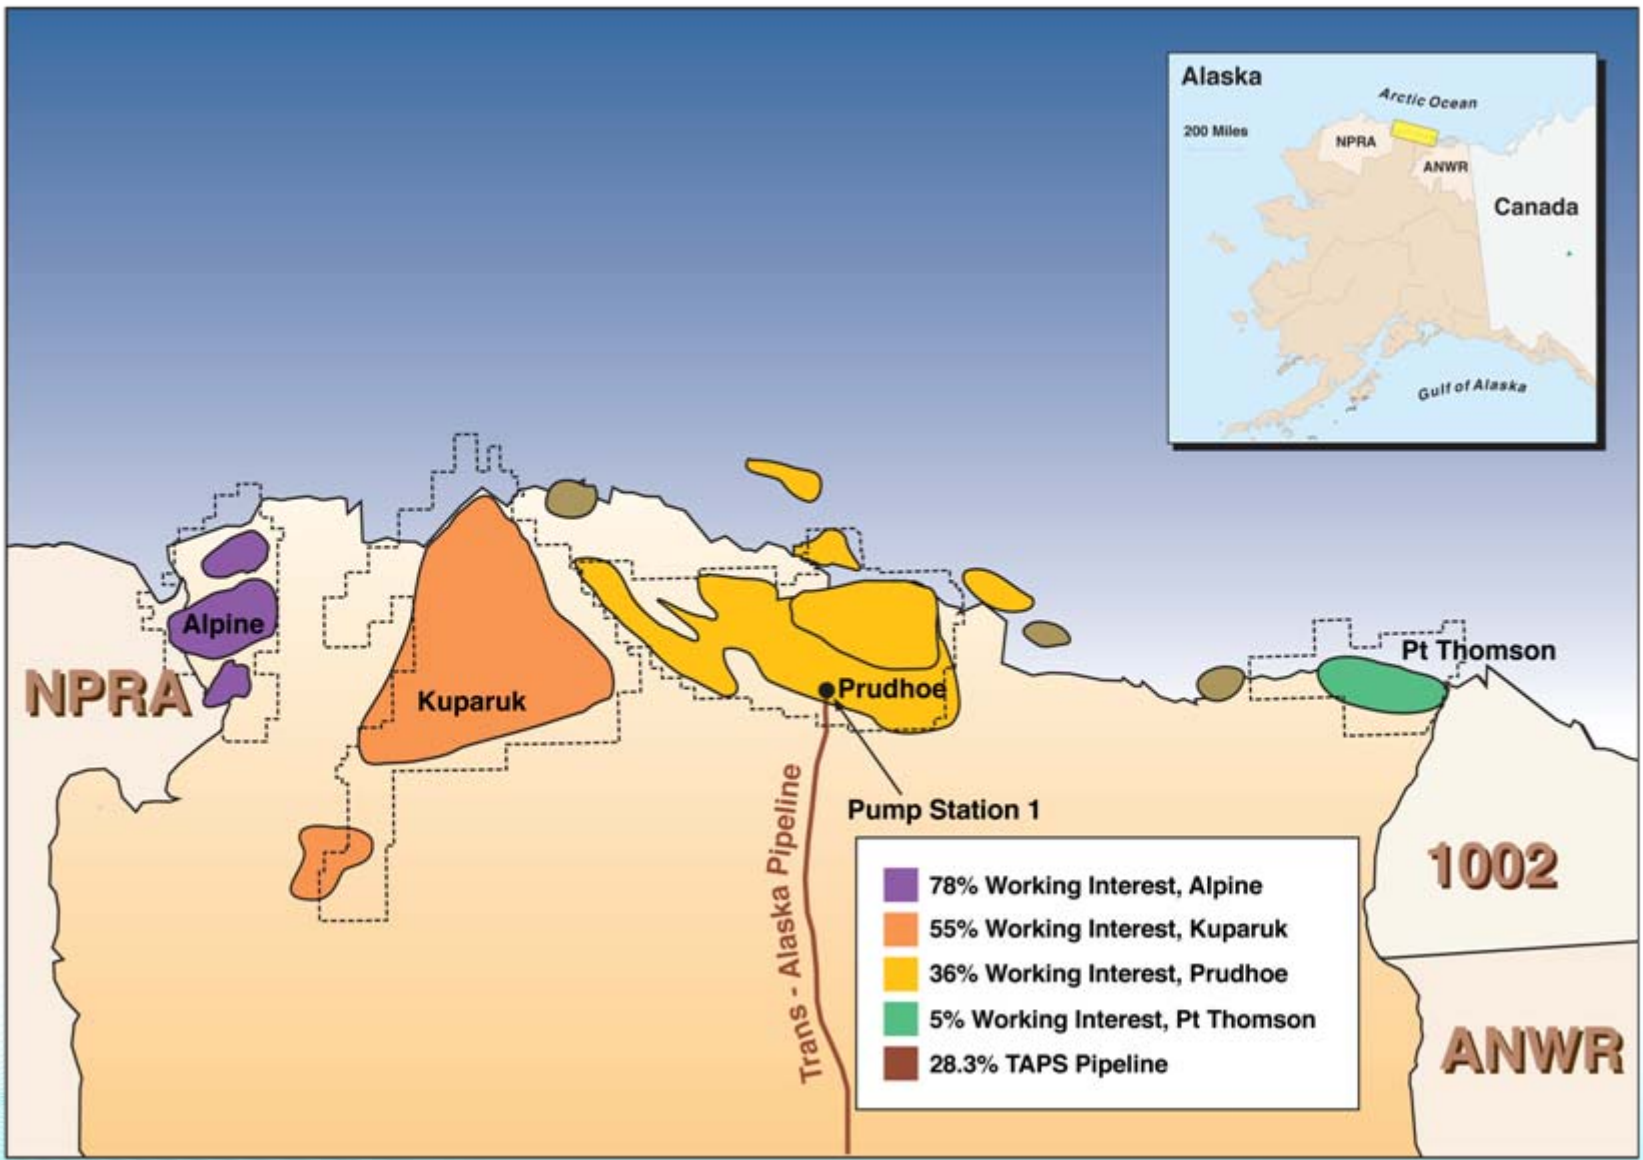 Alaska
Arctic Ocean
200 Miles
NPRA
ANWR
Canada
Gulf of Alaska
Alpine
NPRA
Kuparuk
Prudhoe
Pt Thomson
Pump Station 1
Trans - Alaska Pipeline
1002
ANWR
78% Working Interest, Alpine
55% Working Interest, Kuparuk
36% Working Interest, Prudhoe
5% Working Interest, Pt Thomson
28.3% TAPS Pipeline